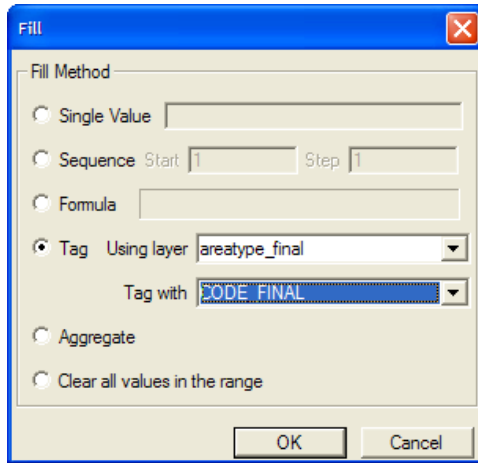 Fill
Fill Method
Single Value
Sequence Start 1 Step 1
Formula
Tag Using layer areatype_final
Tag with CODE_FINAL
Aggregate
Clear all values in the range
OK Cancel